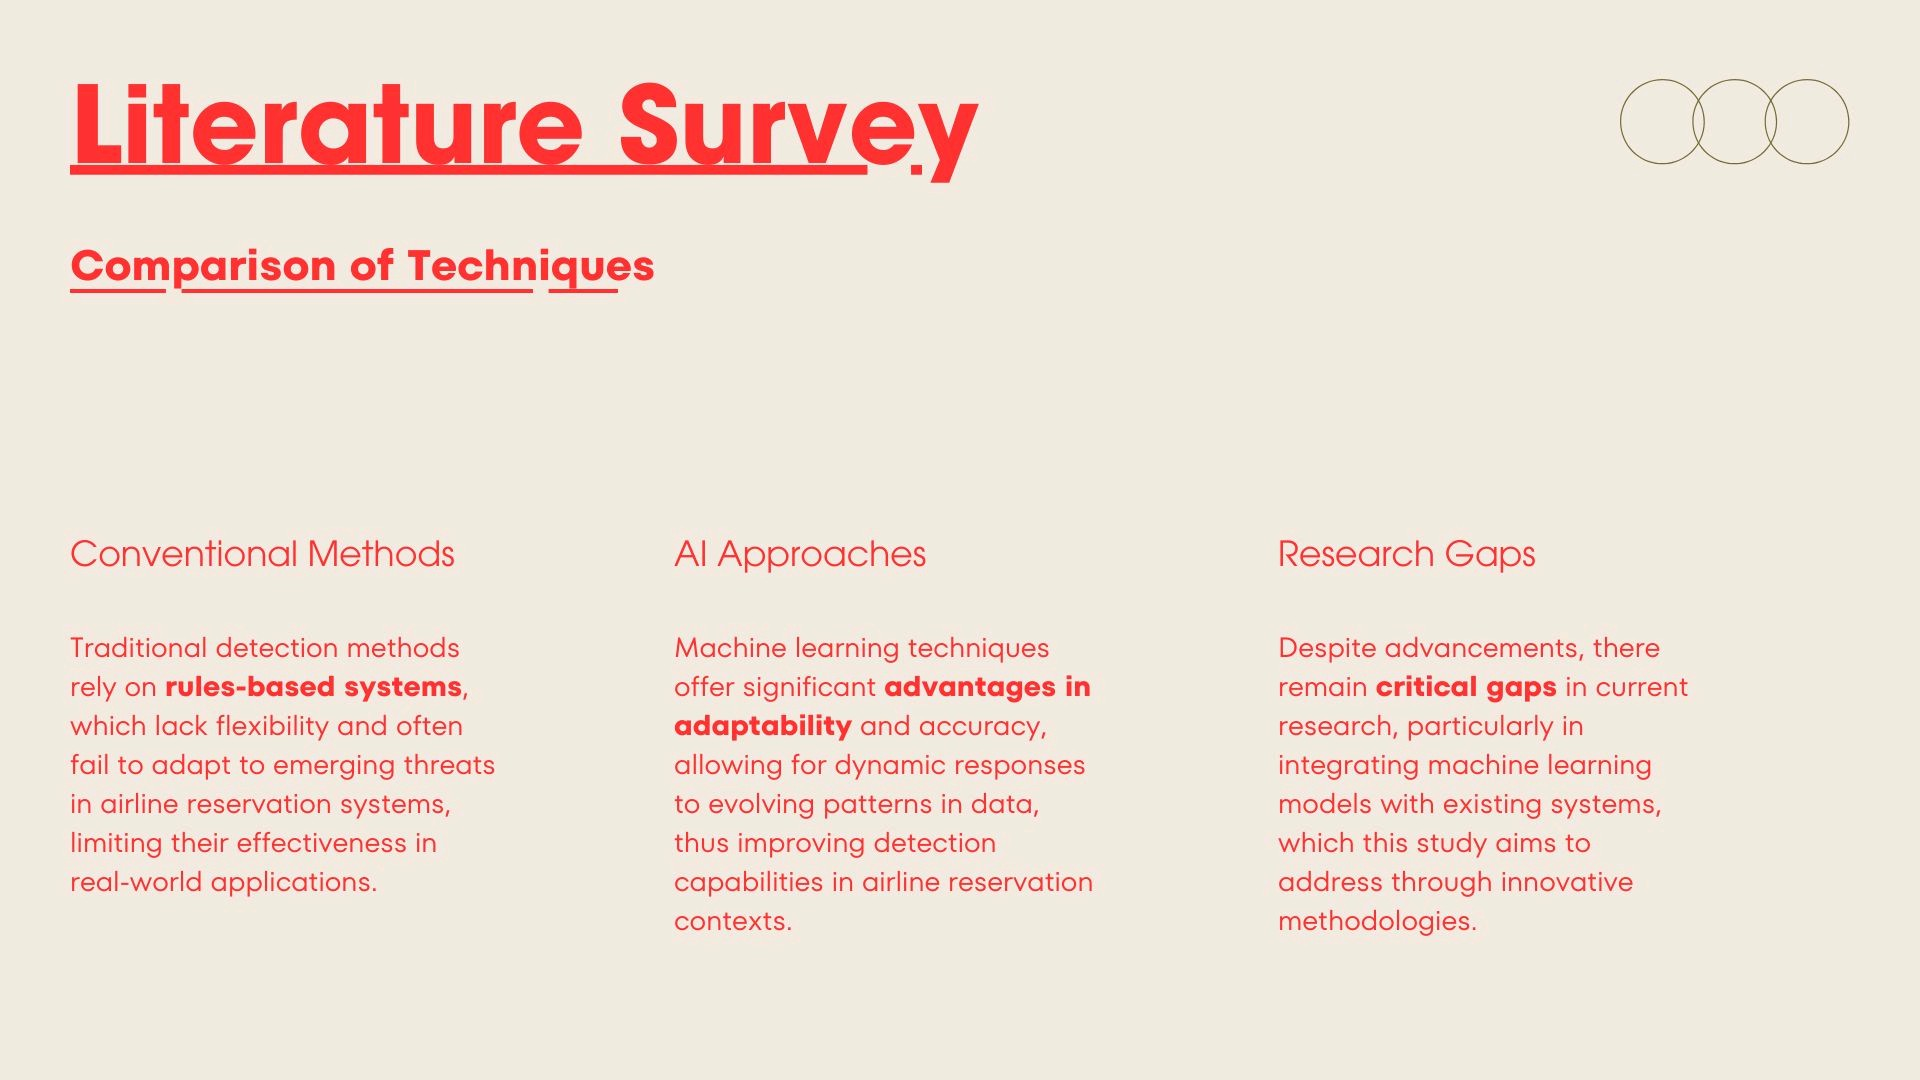 Literature Survey
Comparison of Techniques
Conventional Methods
Traditional detection methods
rely on rules-based systems,
which lack flexibility and often
fail to adapt to emerging threats
in airline reservation systems,
limiting their effectiveness in
real-world applications.
AI Approaches
Machine learning techniques
offer significant advantages in
adaptability and accuracy,
allowing for dynamic responses
to evolving patterns in data,
thus improving detection
capabilities in airline reservation
contexts.
Research Gaps
Despite advancements, there
remain critical gaps in current
research, particularly in
integrating machine learning
models with existing systems,
which this study aims to
address through innovative
methodologies.